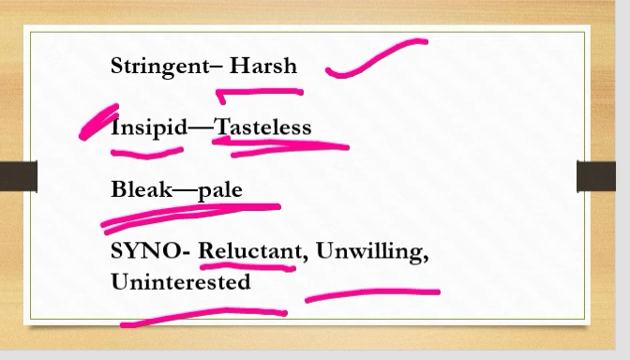 Stringent– Harsh
Insipid—Tasteless
Bleak—pale
SYNO- Reluctant, Unwilling,
Uninterested